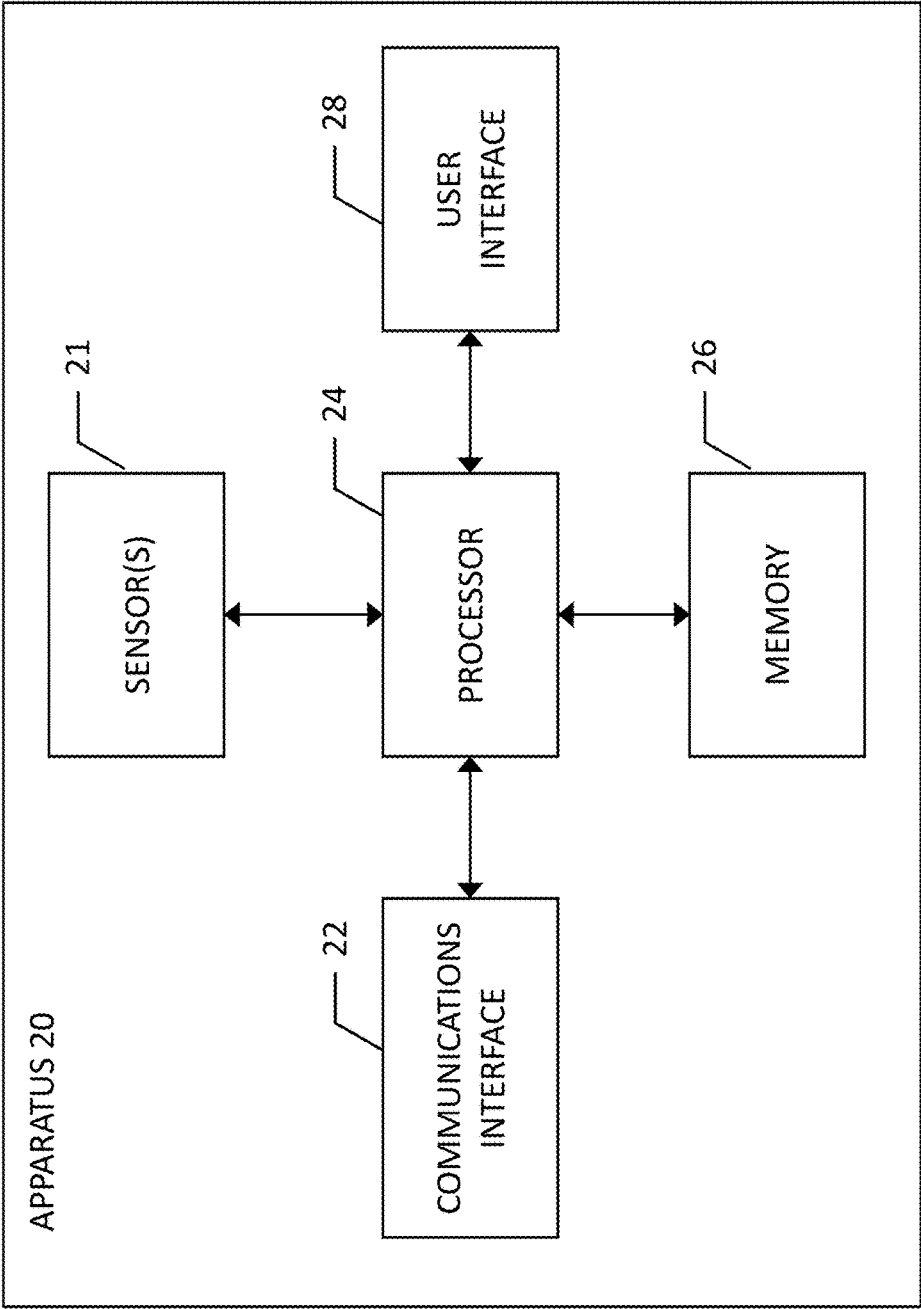 APPARATUS 20
21
SENSOR(S)
22
COMMUNICATIONS
INTERFACE
24
PROCESSOR
28
USER
INTERFACE
26
MEMORY